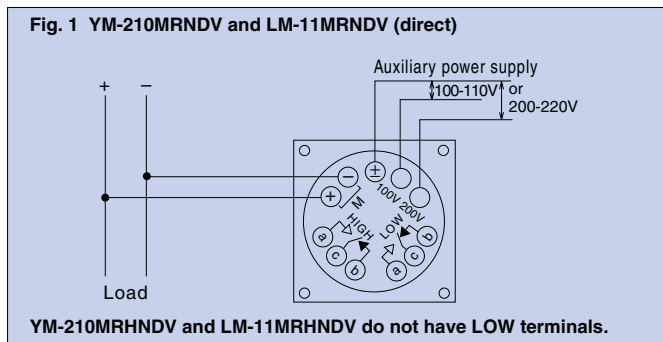 Fig. 1 YM-210MRNDV and LM-11MRNDV (direct)
Auxiliary power supply
+ −
100-110V or
200-220V
− ±
+ M 100V 200V
HIGH LOW
a b
c c
b a
Load
YM-210MRHNDV and LM-11MRHNDV do not have LOW terminals.